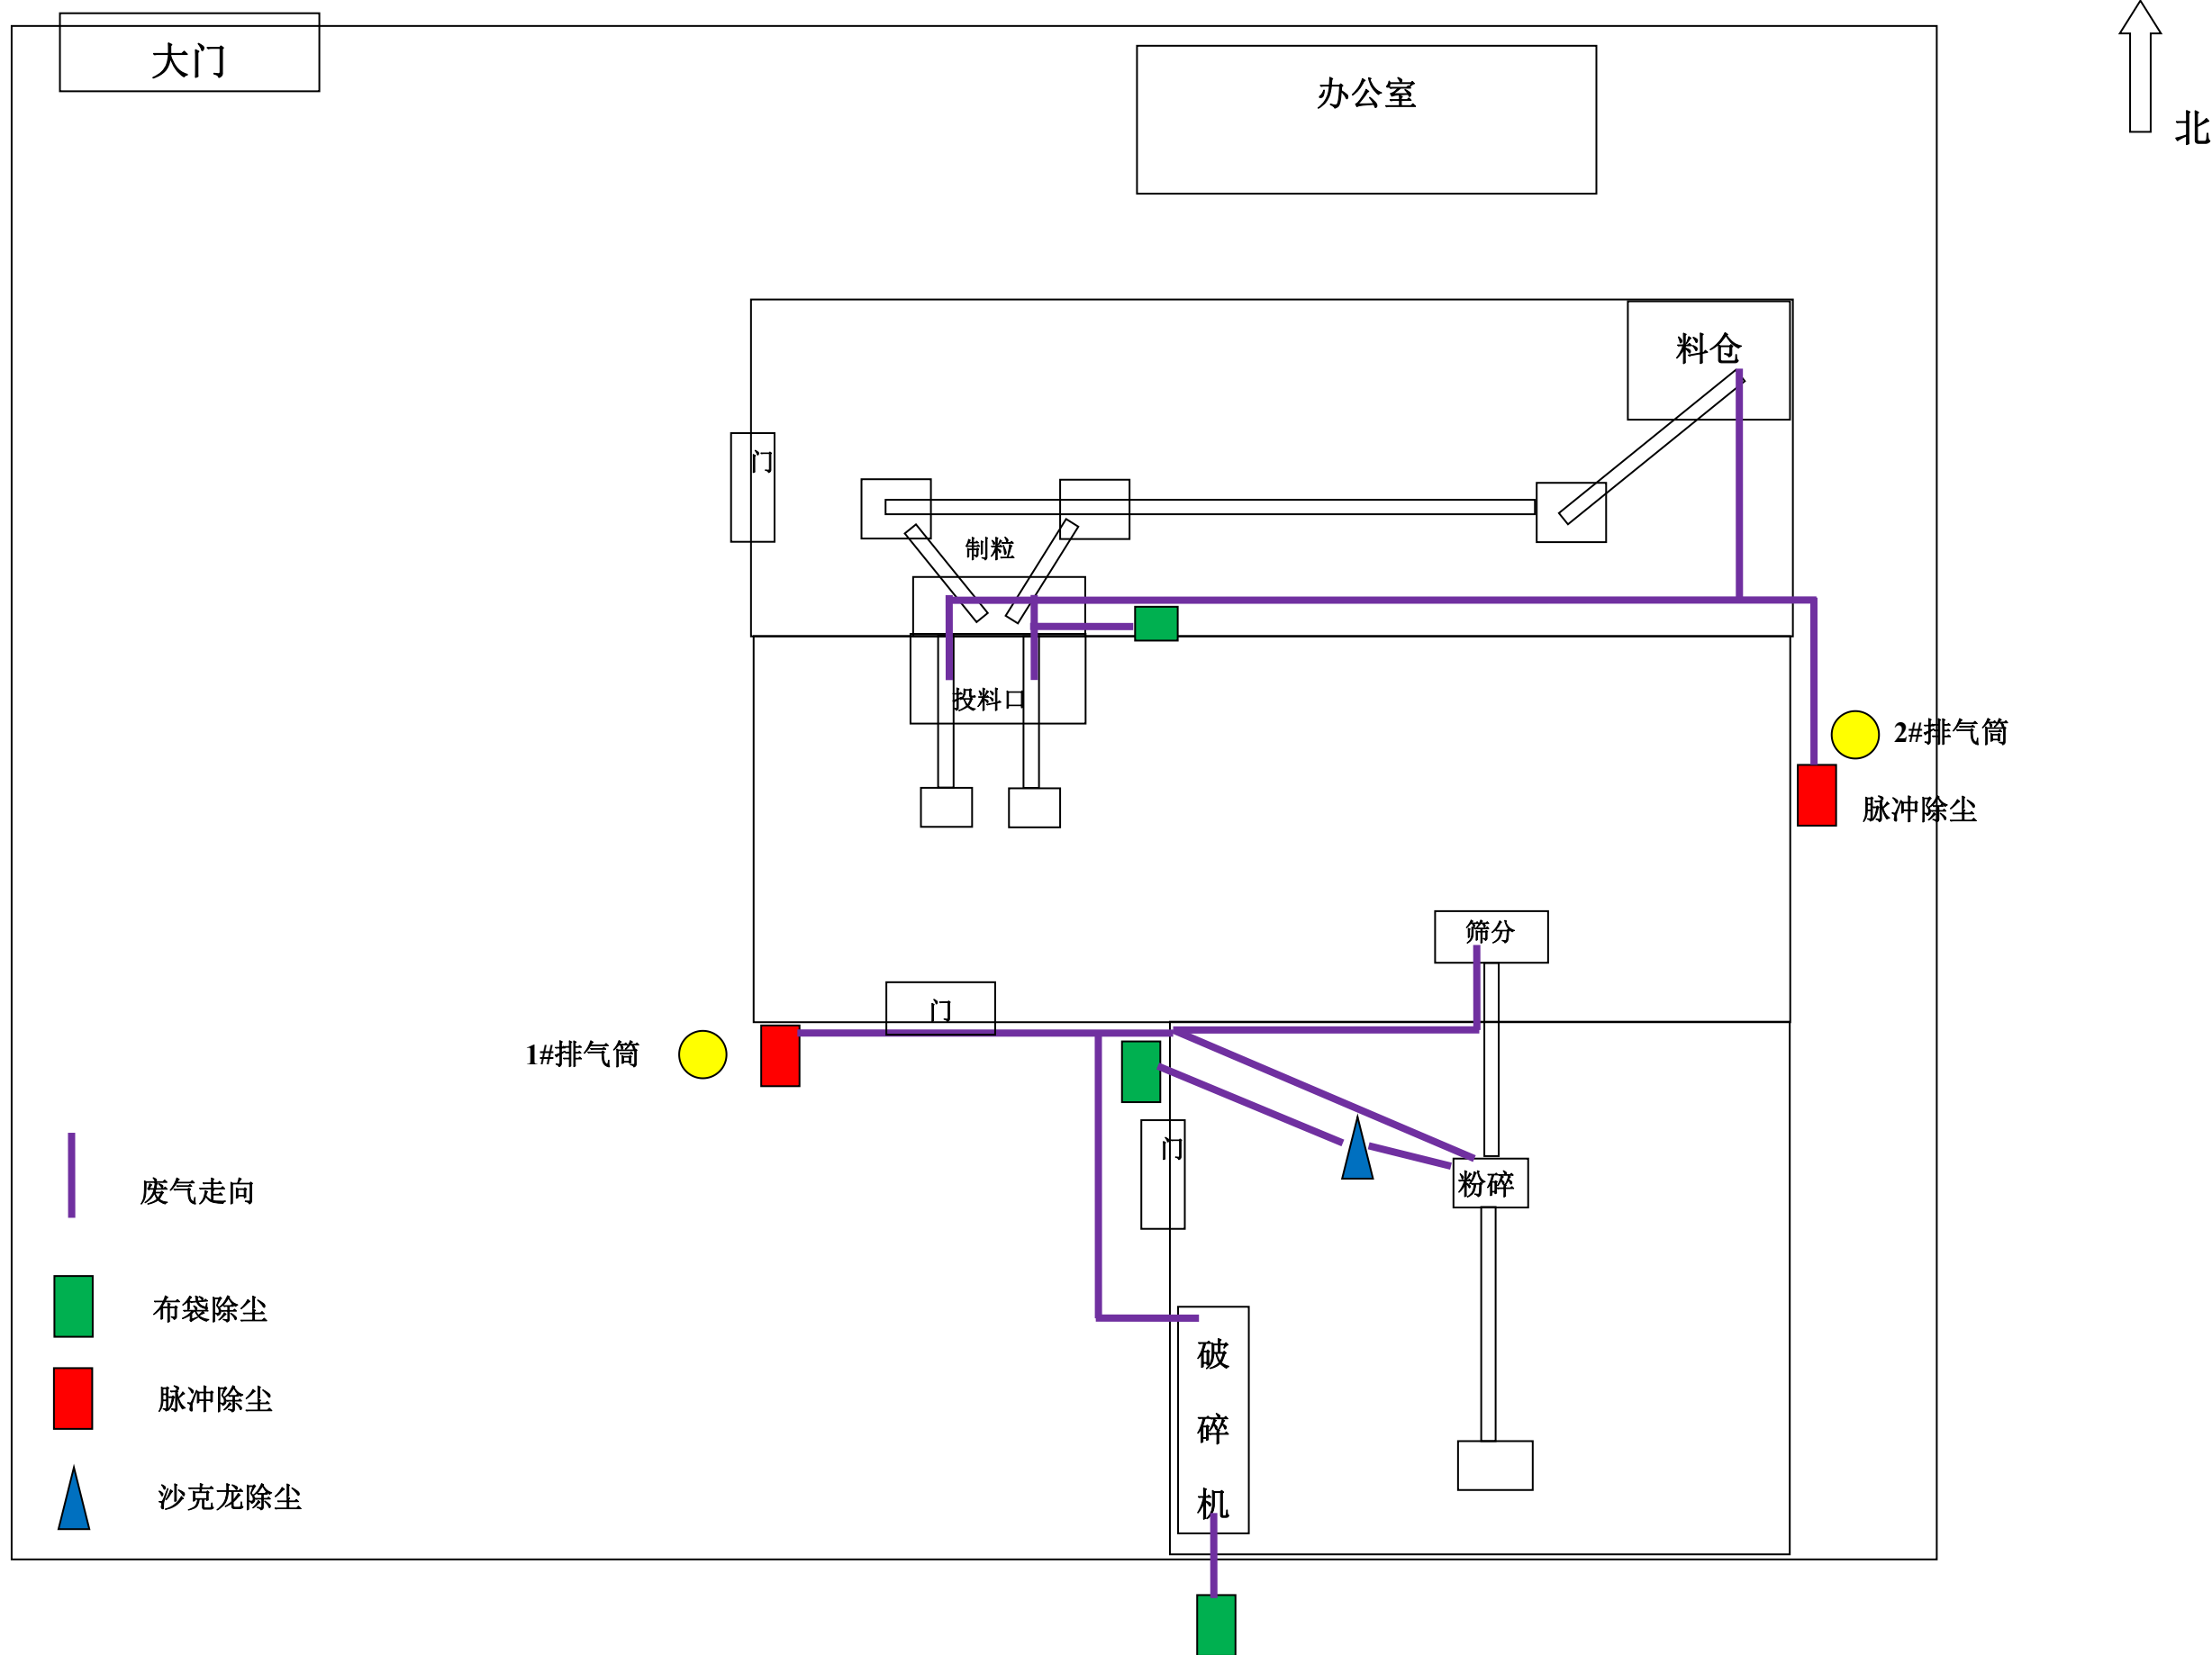 大门
办公室
北
料仓
门
制粒
投料口
2#排气筒
脉冲除尘
筛分
门
1#排气筒
门
粉碎
废气走向
布袋除尘
破
碎
机
脉冲除尘
沙克龙除尘